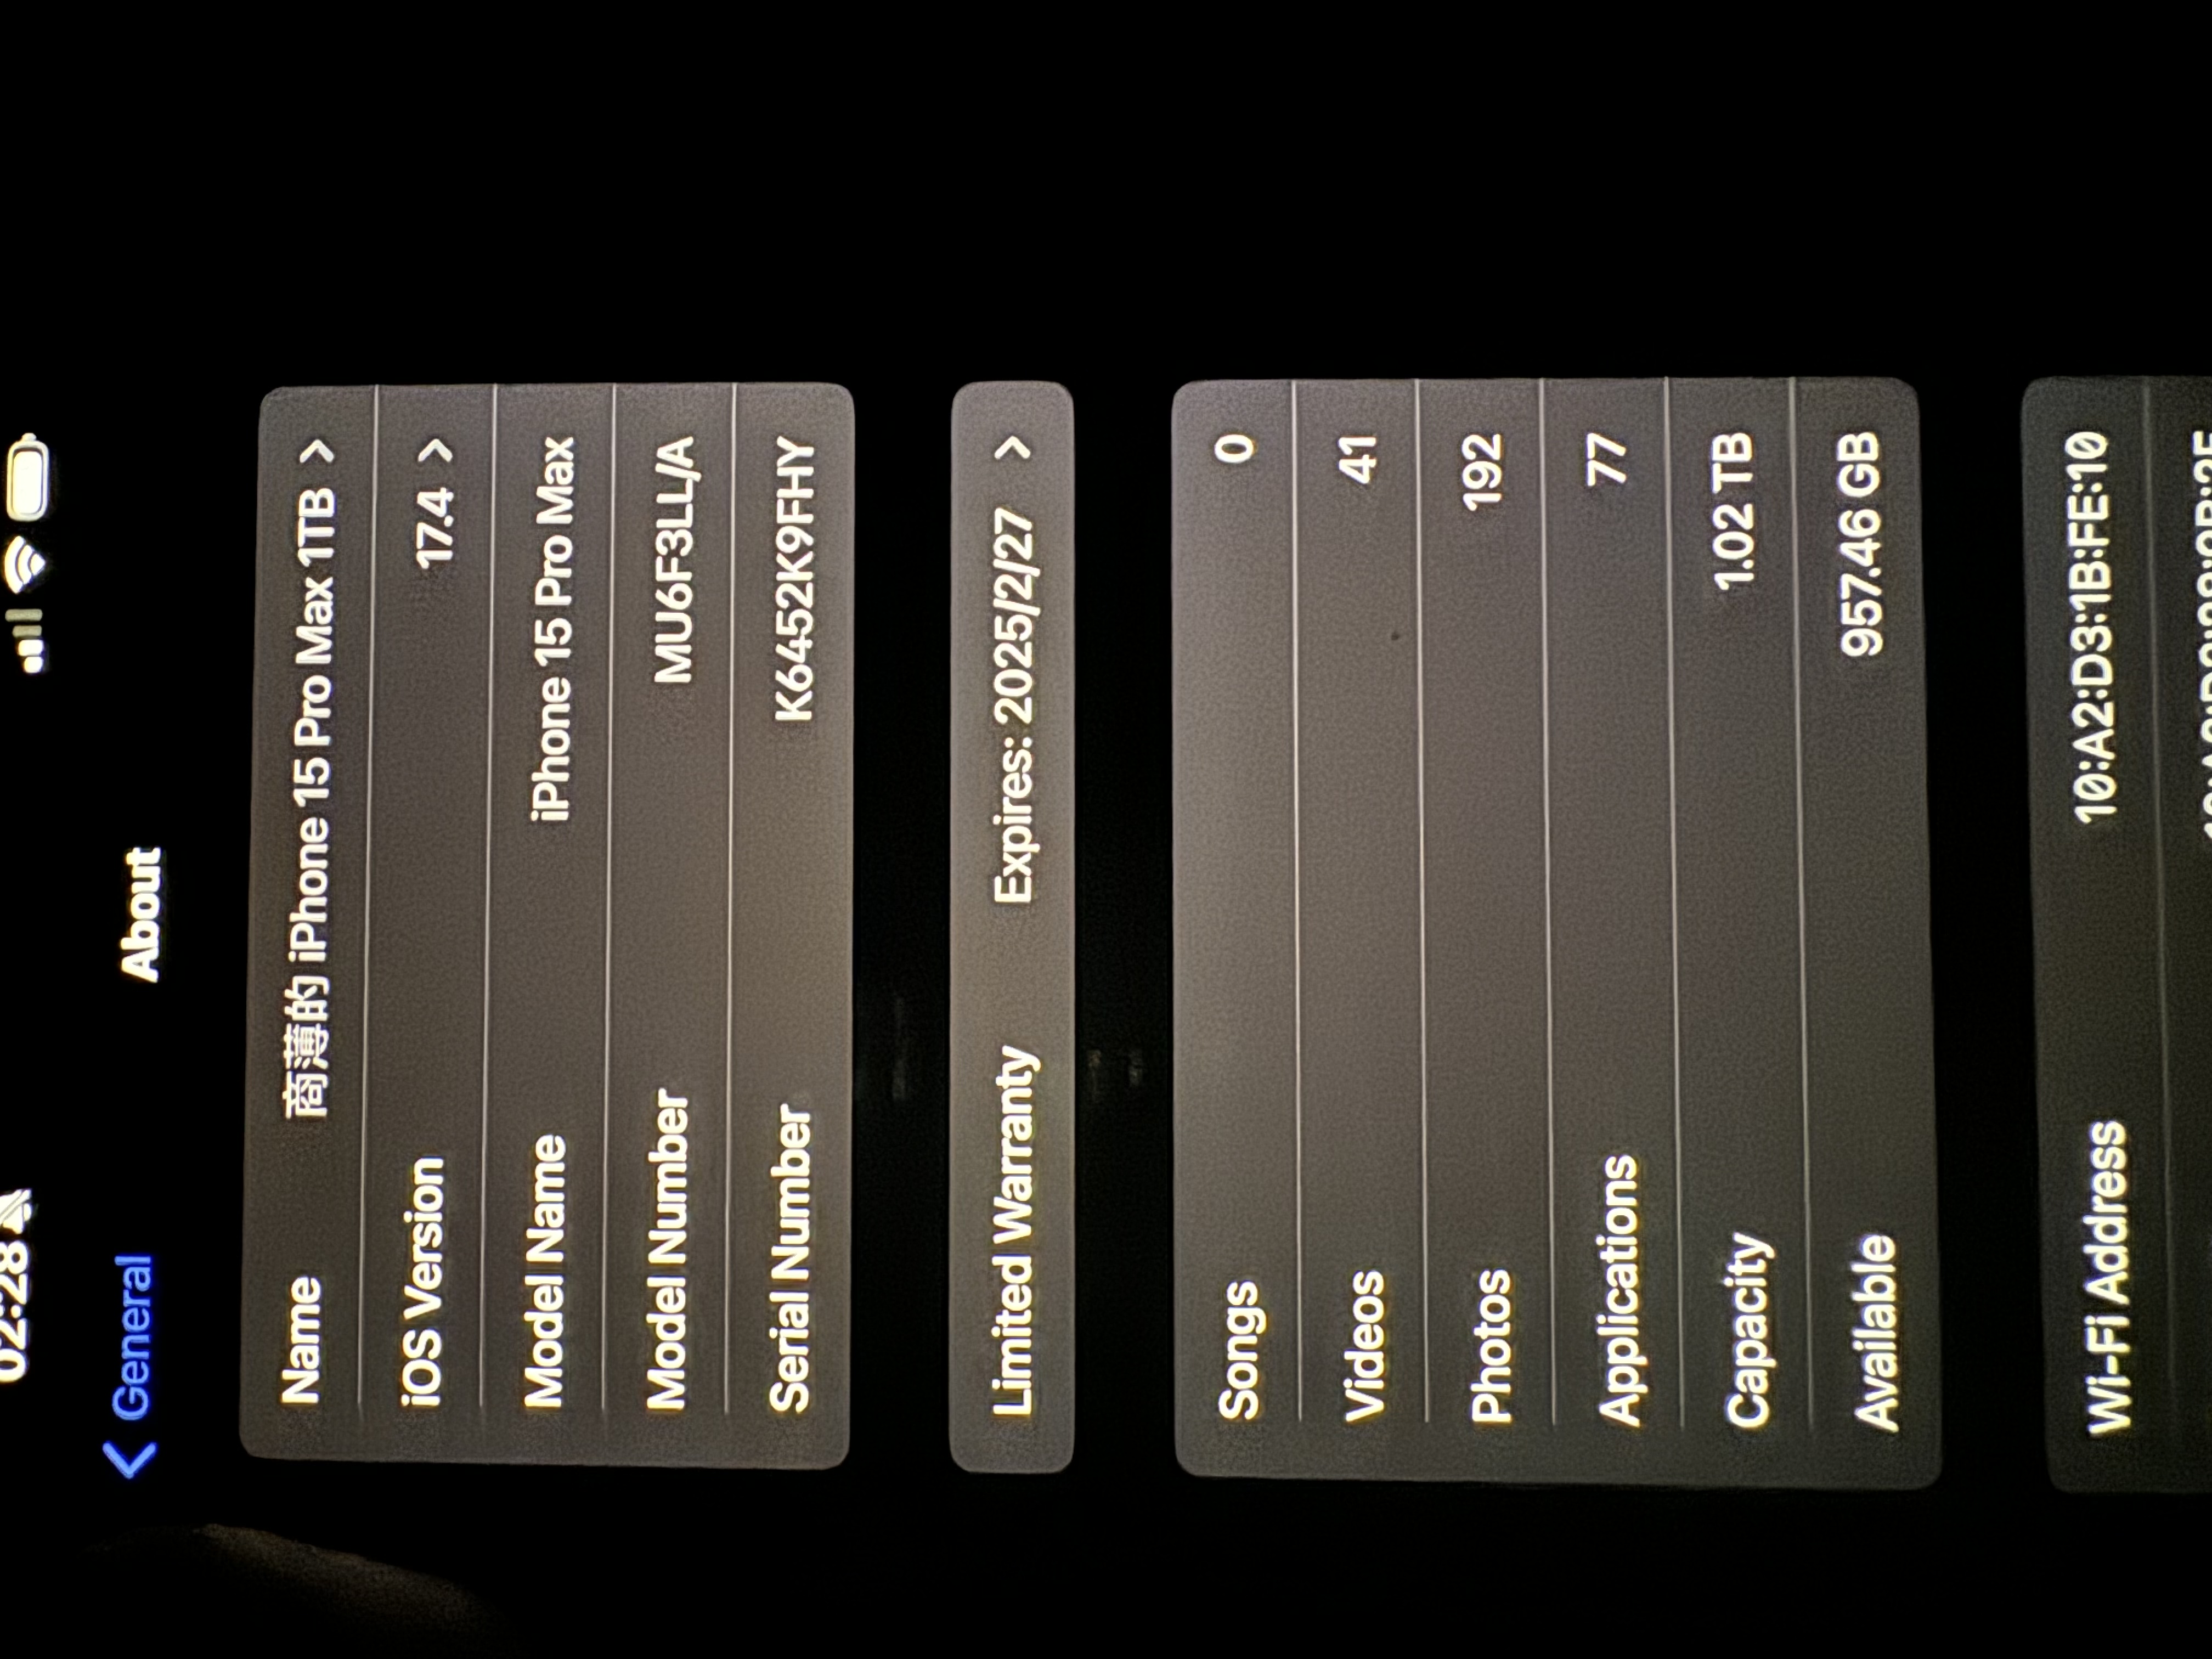 02:28
General
About
Name 商薄的 iPhone 15 Pro Max 1TB
iOS Version 17.4
Model Name iPhone 15 Pro Max
Model Number MU6F3LL/A
Serial Number K6452K9FHY
Limited Warranty Expires: 2025/2/27
Songs 0
Videos 41
Photos 192
Applications 77
Capacity 1.02 TB
Available 957.46 GB
Wi-Fi Address 10:A2:D3:1B:FE:10